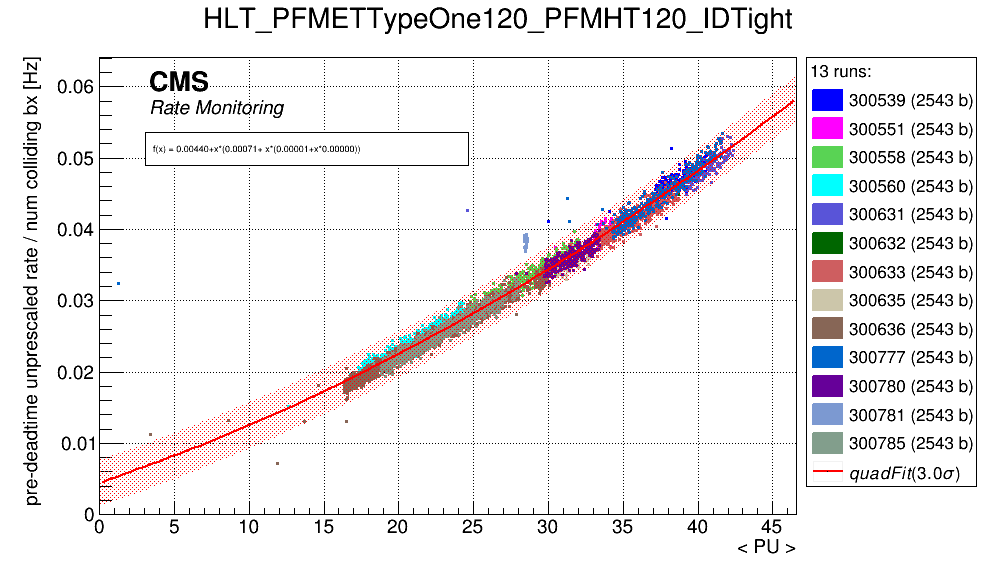 HLT_PFMETTypeOne120_PFMHT120_IDTight
pre-deadtime unprescaled rate / num colliding bx [Hz]
0.06
0.05
0.04
0.03
0.02
0.01
0
CMS
Rate Monitoring
f(x) = 0.00440+x*(0.00071+ x*(0.00001+x*0.00000))
0 5 10 15 20 25 30 35 40 45
< PU >
13 runs:
300539 (2543 b)
300551 (2543 b)
300558 (2543 b)
300560 (2543 b)
300631 (2543 b)
300632 (2543 b)
300633 (2543 b)
300635 (2543 b)
300636 (2543 b)
300777 (2543 b)
300780 (2543 b)
300781 (2543 b)
300785 (2543 b)
quadFit(3.0σ)